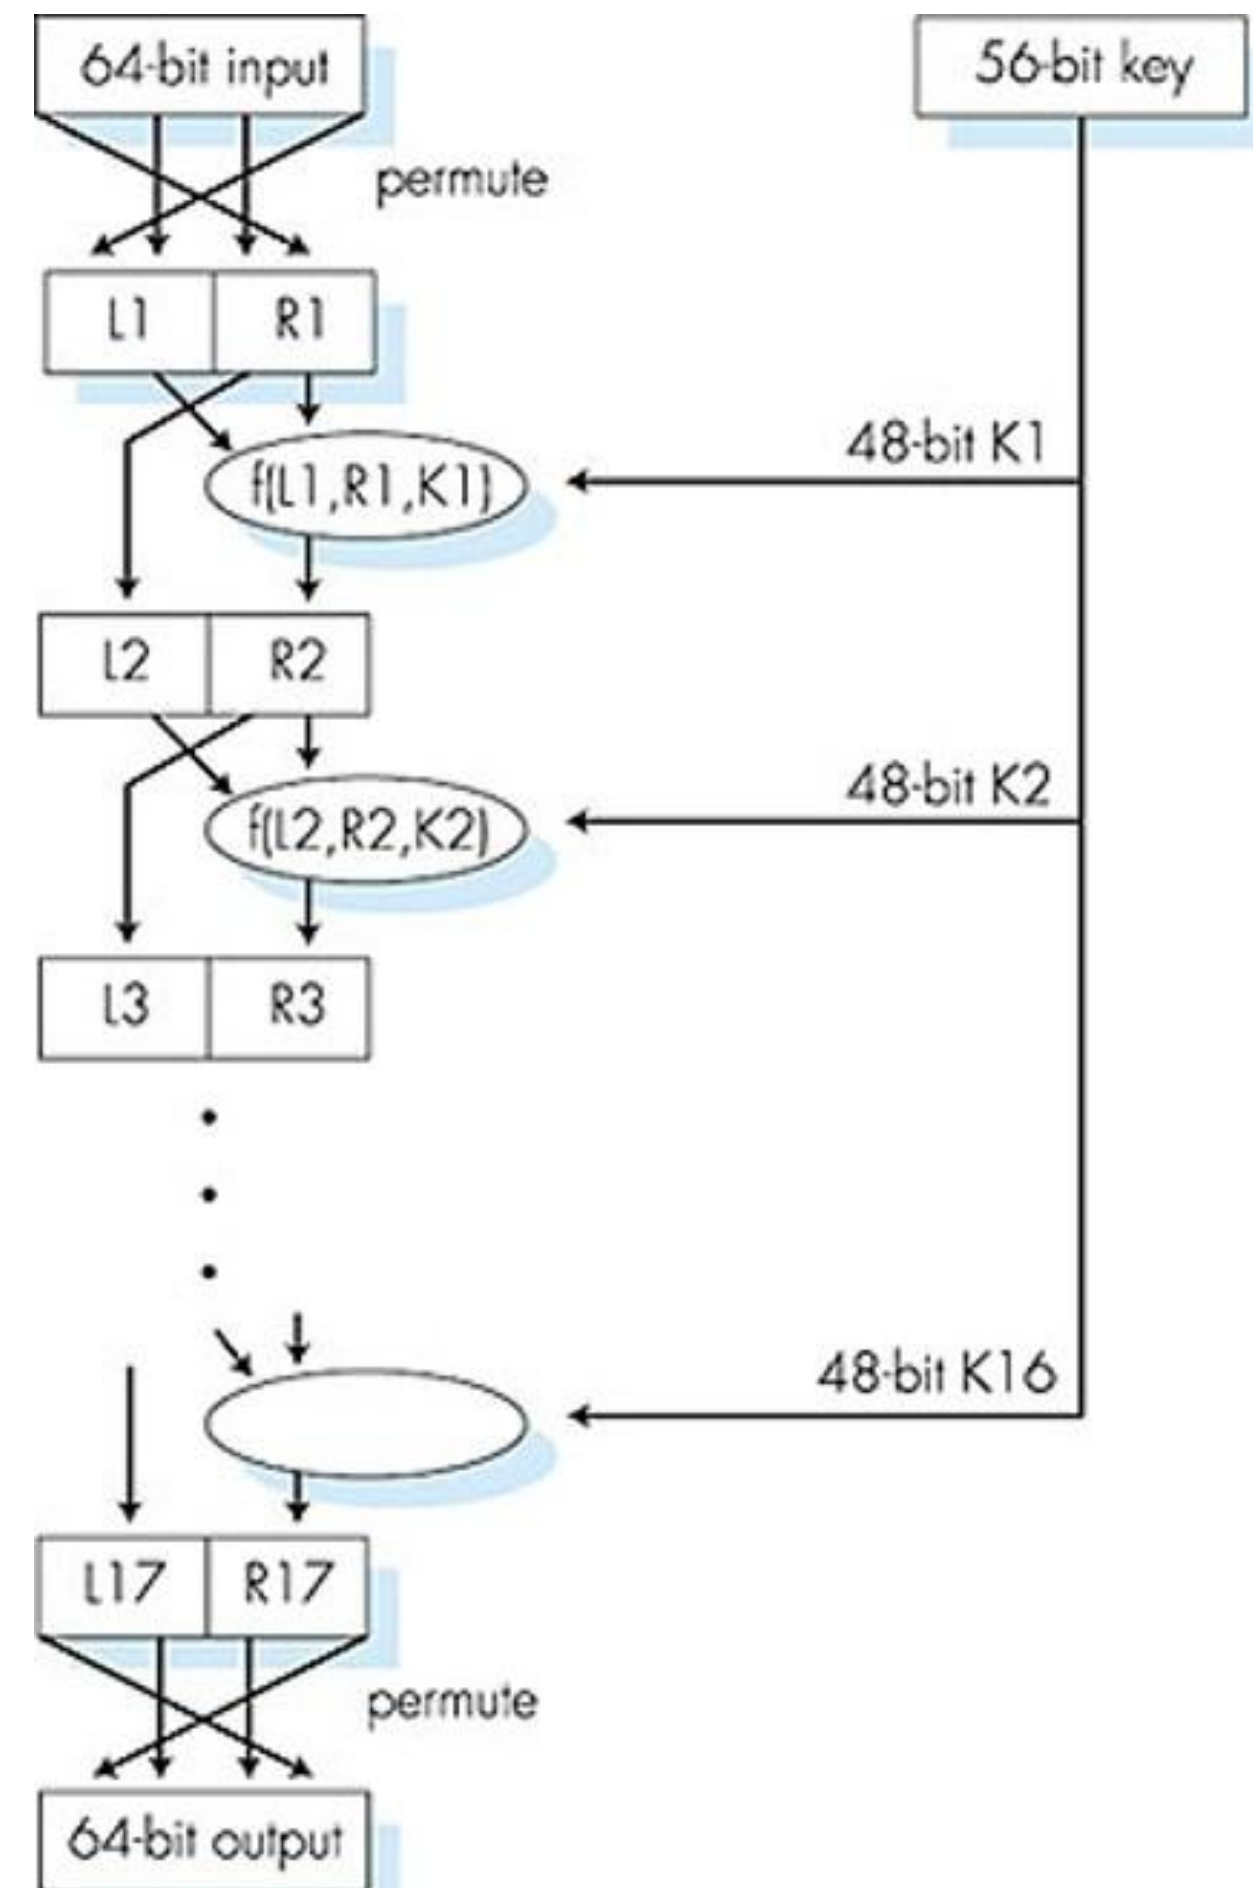 64-bit input
56-bit key
permute
L1 R1
48-bit K1
f(L1,R1,K1)
L2 R2
48-bit K2
f(L2,R2,K2)
L3 R3
48-bit K16
L17 R17
permute
64-bit output